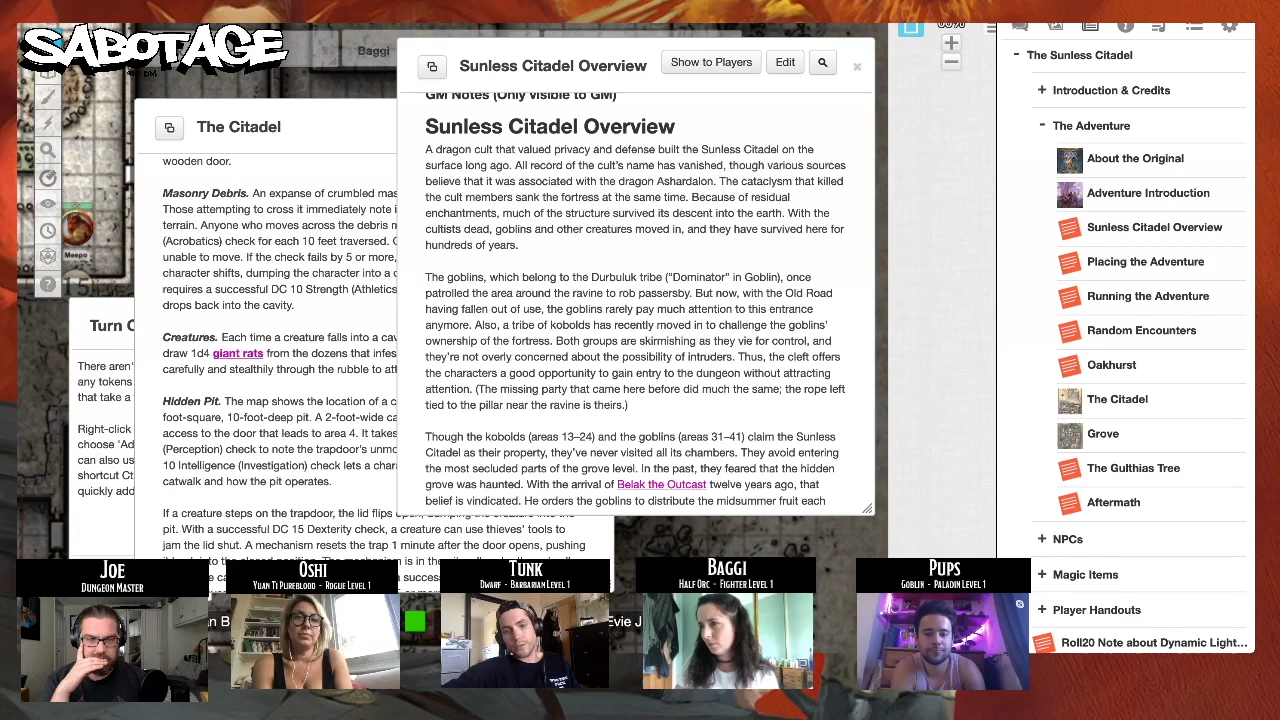 SABOTAGE
Baggi
Meepo
?
Turn O
There aren'
any tokens
that take a
Right-click
choose 'Ad
can also us
shortcut Ct
quickly add
The Citadel
wooden door.
Masonry Debris. An expanse of crumbled mas
Those attempting to cross it immediately note i
terrain. Anyone who moves across the debris m
(Acrobatics) check for each 10 feet traversed. C
unable to move. If the check fails by 5 or more,
character shifts, dumping the character into a c
requires a successful DC 10 Strength (Athletics
drops back into the cavity.
Creatures. Each time a creature falls into a cav
draw 1d4 giant rats from the dozens that infes
carefully and stealthily through the rubble to att
Hidden Pit. The map shows the location of a c
foot-square, 10-foot-deep pit. A 2-foot-wide ca
access to the door that leads to area 4. It takes
(Perception) check to note the trapdoor's unmo
10 Intelligence (Investigation) check lets a char
catwalk and how the pit operates.
If a creature steps on the trapdoor, the lid flips open, dumping the creature into the
pit. With a successful DC 15 Dexterity check, a creature can use thieves' tools to
jam the lid shut. A mechanism resets the trap 1 minute after the door opens, pushing
Sunless Citadel Overview
Show to Players
Edit
GM Notes (Only visible to GM)
Sunless Citadel Overview
A dragon cult that valued privacy and defense built the Sunless Citadel on the
surface long ago. All record of the cult's name has vanished, though various sources
believe that it was associated with the dragon Ashardalon. The cataclysm that killed
the cult members sank the fortress at the same time. Because of residual
enchantments, much of the structure survived its descent into the earth. With the
cultists dead, goblins and other creatures moved in, and they have survived here for
hundreds of years.
The goblins, which belong to the Durbuluk tribe ("Dominator" in Goblin), once
patrolled the area around the ravine to rob passersby. But now, with the Old Road
having fallen out of use, the goblins rarely pay much attention to this entrance
anymore. Also, a tribe of kobolds has recently moved in to challenge the goblins'
ownership of the fortress. Both groups are skirmishing as they vie for control, and
they're not overly concerned about the possibility of intruders. Thus, the cleft offers
the characters a good opportunity to gain entry to the dungeon without attracting
attention. (The missing party that came here before did much the same; the rope left
tied to the pillar near the ravine is theirs.)
Though the kobolds (areas 13–24) and the goblins (areas 31–41) claim the Sunless
Citadel as their property, they've never visited all its chambers. They avoid entering
the most secluded parts of the grove level. In the past, they feared that the hidden
grove was haunted. With the arrival of Belak the Outcast twelve years ago, that
belief is vindicated. He orders the goblins to distribute the midsummer fruit each
The Sunless Citadel
Introduction & Credits
The Adventure
About the Original
Adventure Introduction
Sunless Citadel Overview
Placing the Adventure
Running the Adventure
Random Encounters
Oakhurst
The Citadel
Grove
The Gulthias Tree
Aftermath
NPCs
Magic Items
Player Handouts
Roll20 Note about Dynamic Light...
Joe
Dungeon Master
Oshi
Yuan Ti Pureblood - Rogue Level 1
Tunk
Dwarf - Barbarian Level 1
Baggi
Half Orc - Fighter Level 1
Pups
Goblin - Paladin Level 1
an B
Evie J